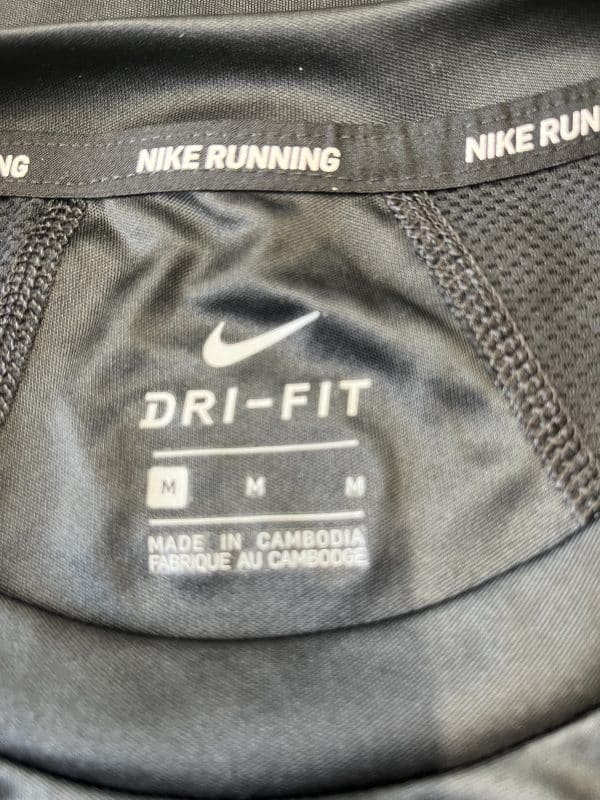 NG NIKE RUNNING NIKE RUN
DRI-FIT
M M M
MADE IN CAMBODIA
FABRIQUE AU CAMBODGE